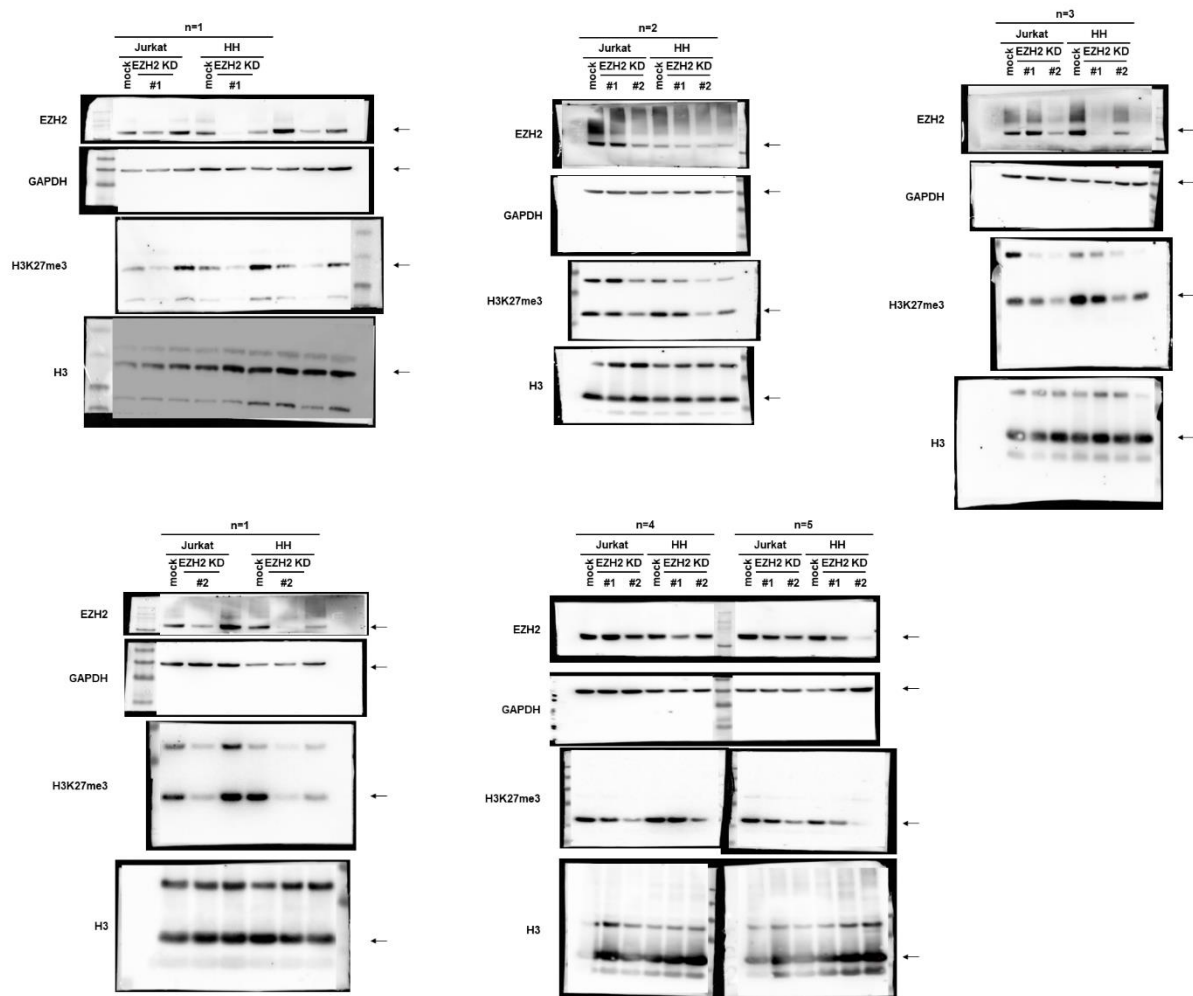 n=1
Jurkat HH
mock EZH2 KD mock EZH2 KD
#1 #1
EZH2
GAPDH
H3K27me3
H3
n=2
Jurkat HH
mock EZH2 KD mock EZH2 KD
#1 #2 #1 #2
EZH2
GAPDH
H3K27me3
H3
n=3
Jurkat HH
mock EZH2 KD mock EZH2 KD
#1 #2 #1 #2
EZH2
GAPDH
H3K27me3
H3
n=1
Jurkat HH
mock EZH2 KD mock EZH2 KD
#2 #2
EZH2
GAPDH
H3K27me3
H3
n=4 n=5
Jurkat HH Jurkat HH
mock EZH2 KD mock EZH2 KD mock EZH2 KD mock EZH2 KD
#1 #2 #1 #2 #1 #2 #1 #2
EZH2
GAPDH
H3K27me3
H3